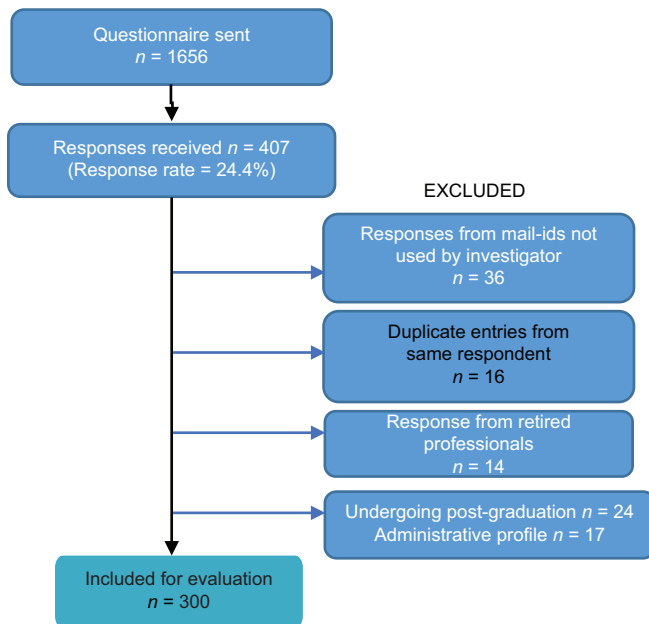 Questionnaire sent
n = 1656
Responses received n = 407
(Response rate = 24.4%)
EXCLUDED
Responses from mail-ids not
used by investigator
n = 36
Duplicate entries from
same respondent
n = 16
Response from retired
professionals
n = 14
Undergoing post-graduation n = 24
Administrative profile n = 17
Included for evaluation
n = 300